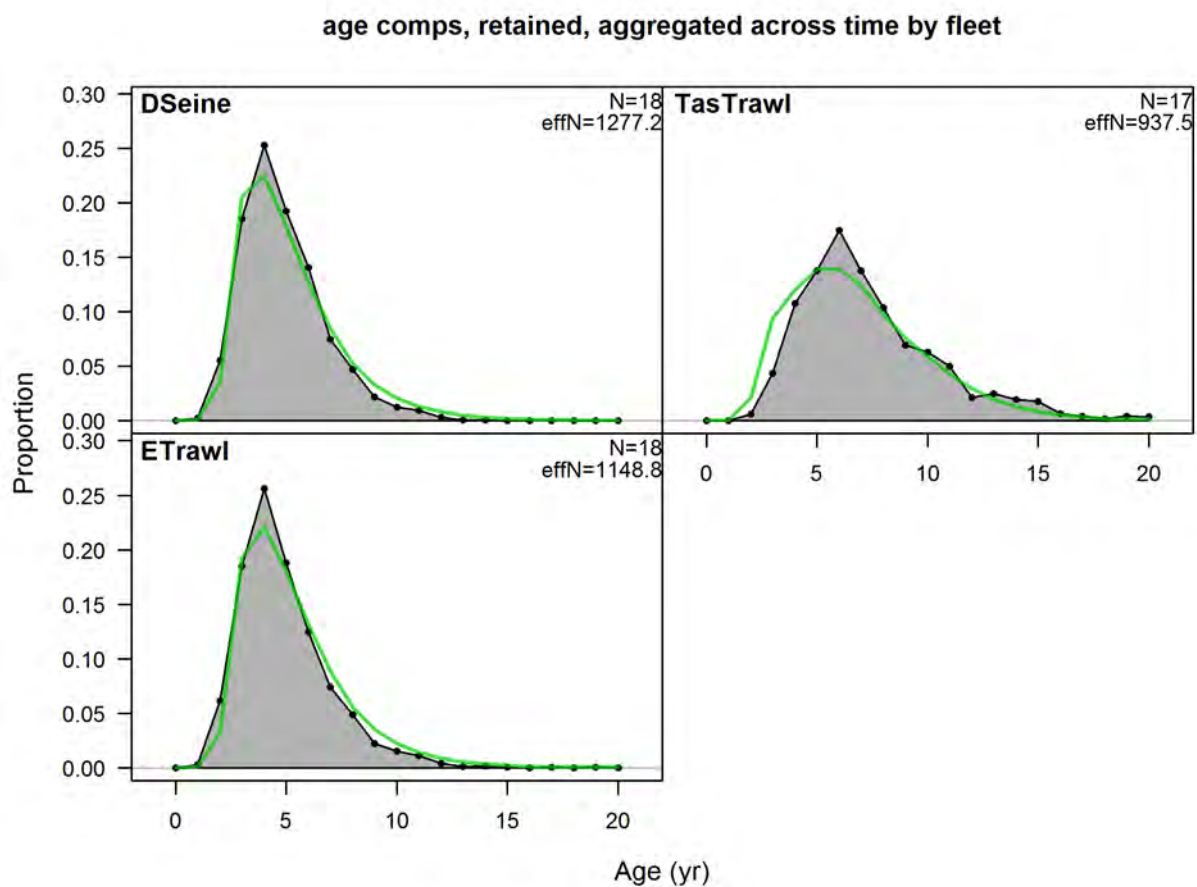 age comps, retained, aggregated across time by fleet
DSeine
N=18
effN=1277.2
TasTrawl
N=17
effN=937.5
0.30
0.25
0.20
0.15
0.10
0.05
0.00
ETrawl
N=18
effN=1148.8
0.30
0.25
0.20
0.15
0.10
0.05
0.00
0 5 10 15 20
0 5 10 15 20
Proportion
Age (yr)